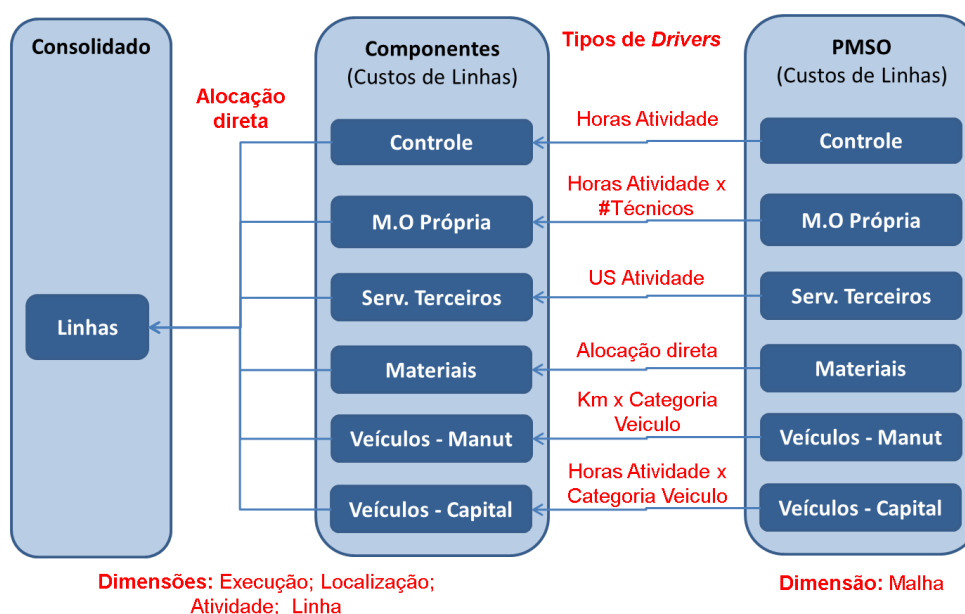 Consolidado
Alocação
direta
Linhas
Componentes
(Custos de Linhas)
Controle
M.O Própria
Serv. Terceiros
Materiais
Veículos - Manut
Veículos - Capital
Tipos de Drivers
Horas Atividade
Horas Atividade x
#Técnicos
US Atividade
Alocação direta
Km x Categoria
Veiculo
Horas Atividade x
Categoria Veiculo
PMSO
(Custos de Linhas)
Controle
M.O Própria
Serv. Terceiros
Materiais
Veículos - Manut
Veículos - Capital
Dimensões: Execução; Localização;
Atividade; Linha
Dimensão: Malha